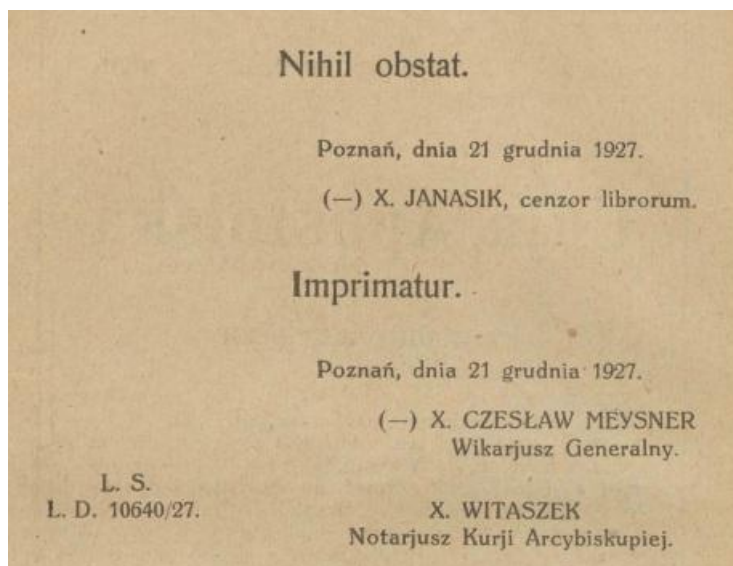 Nihil obstat.
Poznań, dnia 21 grudnia 1927.
(—) X. JANASIK, cenzor librorum.
Imprimatur.
Poznań, dnia 21 grudnia 1927.
(—) X. CZESŁAW MEYSNER
Wikarjusz Generalny.
L. S.
L. D. 10640/27.
X. WITASZEK
Notarjusz Kurji Arcybiskupiej.